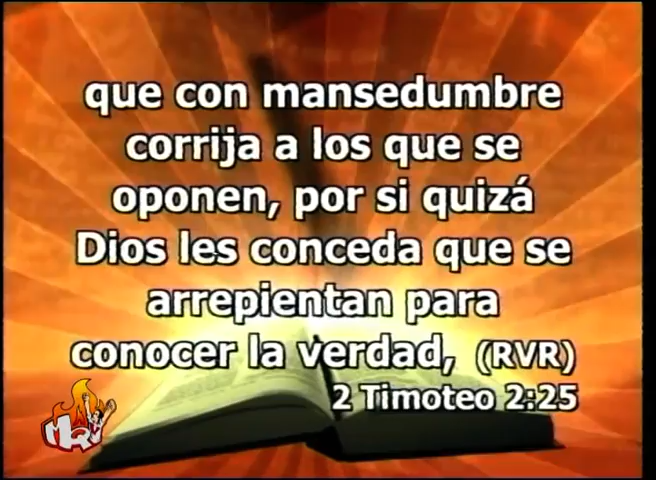 que con mansedumbre
corrija a los que se
oponen, por si quizá
Dios les conceda que se
arrepientan para
conocer la verdad, (RVR)
2 Timoteo 2:25
MRV